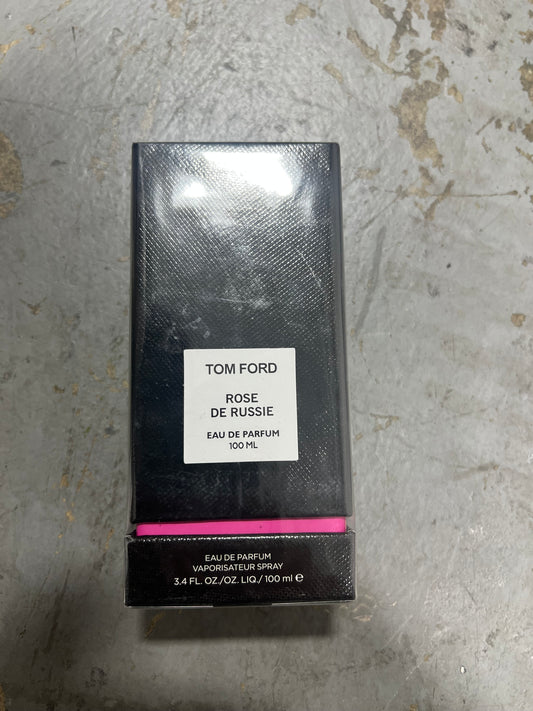 TOM FORD
ROSE
DE RUSSIE
EAU DE PARFUM
100 ML
EAU DE PARFUM
VAPORISATEUR SPRAY
3.4 FL. OZ./OZ. LIQ./ 100 ml ℮